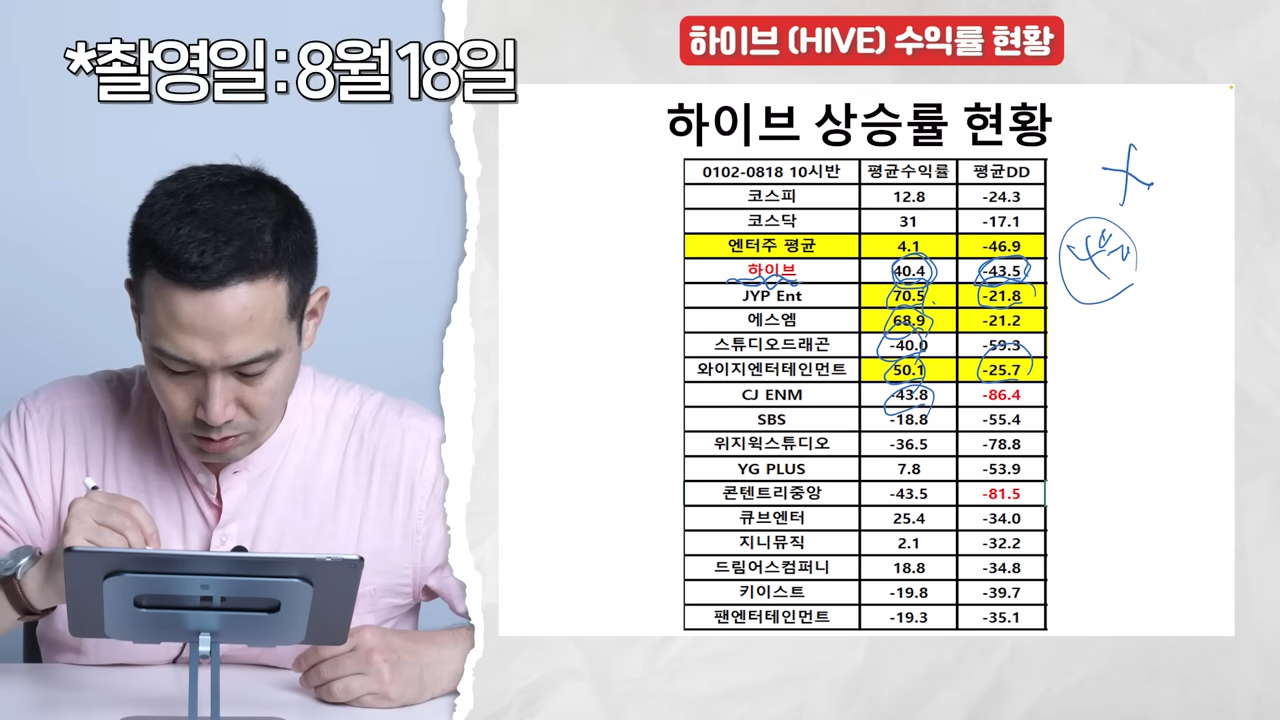 *촬영일 : 8월 18일
하이브 (HIVE) 수익률 현황
하이브 상승률 현황
0102-0818 10시반 평균수익률 평균DD
코스피 12.8 -24.3
코스닥 31 -17.1
엔터주 평균 4.1 -46.9
하이브 40.4 -43.5
JYP Ent 70.5 -21.8
에스엠 68.9 -21.2
스튜디오드래곤 -40.0 -59.3
와이지엔터테인먼트 50.1 -25.7
CJ ENM -43.8 -86.4
SBS -18.8 -55.4
위지윅스튜디오 -36.5 -78.8
YG PLUS 7.8 -53.9
콘텐트리중앙 -43.5 -81.5
큐브엔터 25.4 -34.0
지니뮤직 2.1 -32.2
드림어스컴퍼니 18.8 -34.8
키이스트 -19.8 -39.7
팬엔터테인먼트 -19.3 -35.1